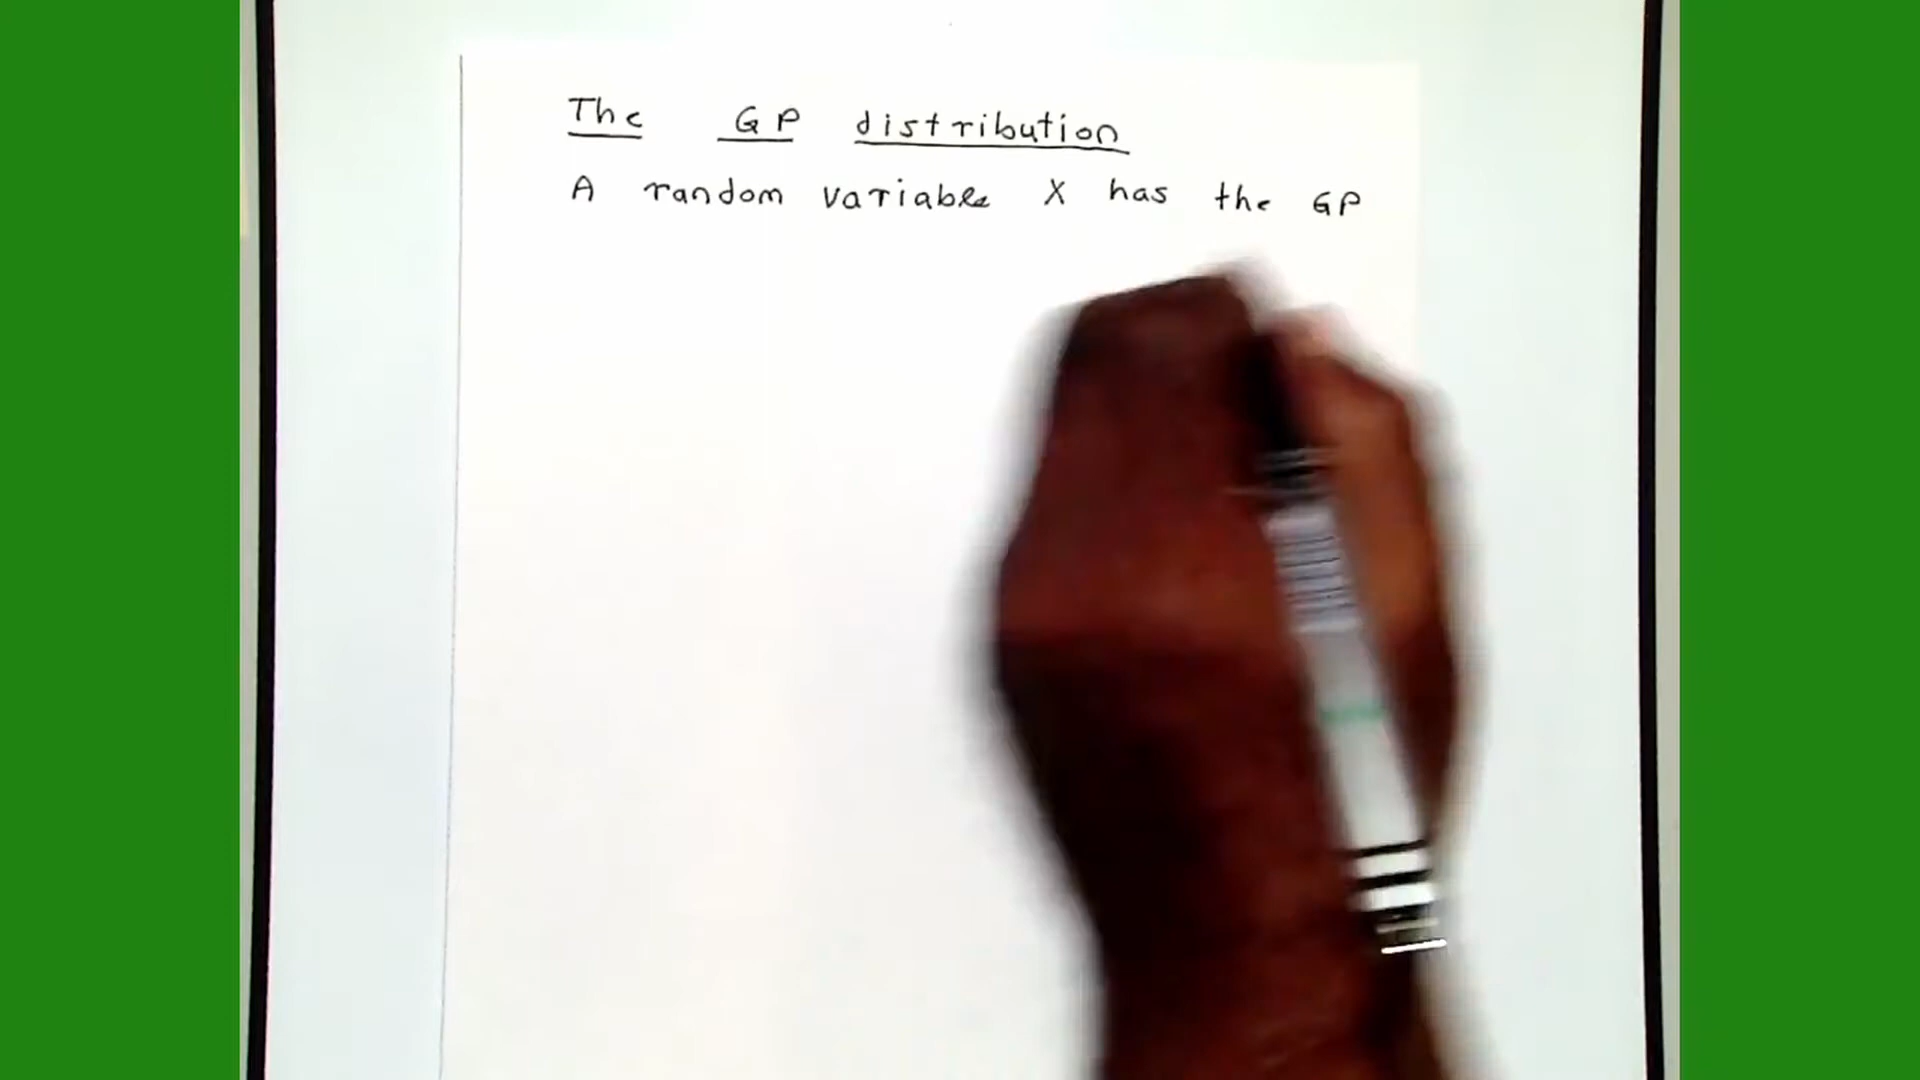 The GP distribution
A random variable X has the GP